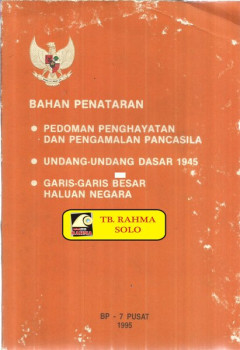 BAHAN PENATARAN
● PEDOMAN PENGHAYATAN
DAN PENGAMALAN PANCASILA
● UNDANG-UNDANG DASAR 1945
● GARIS-GARIS BESAR
HALUAN NEGARA
TB. RAHMA
SOLO
BP - 7 PUSAT
1995